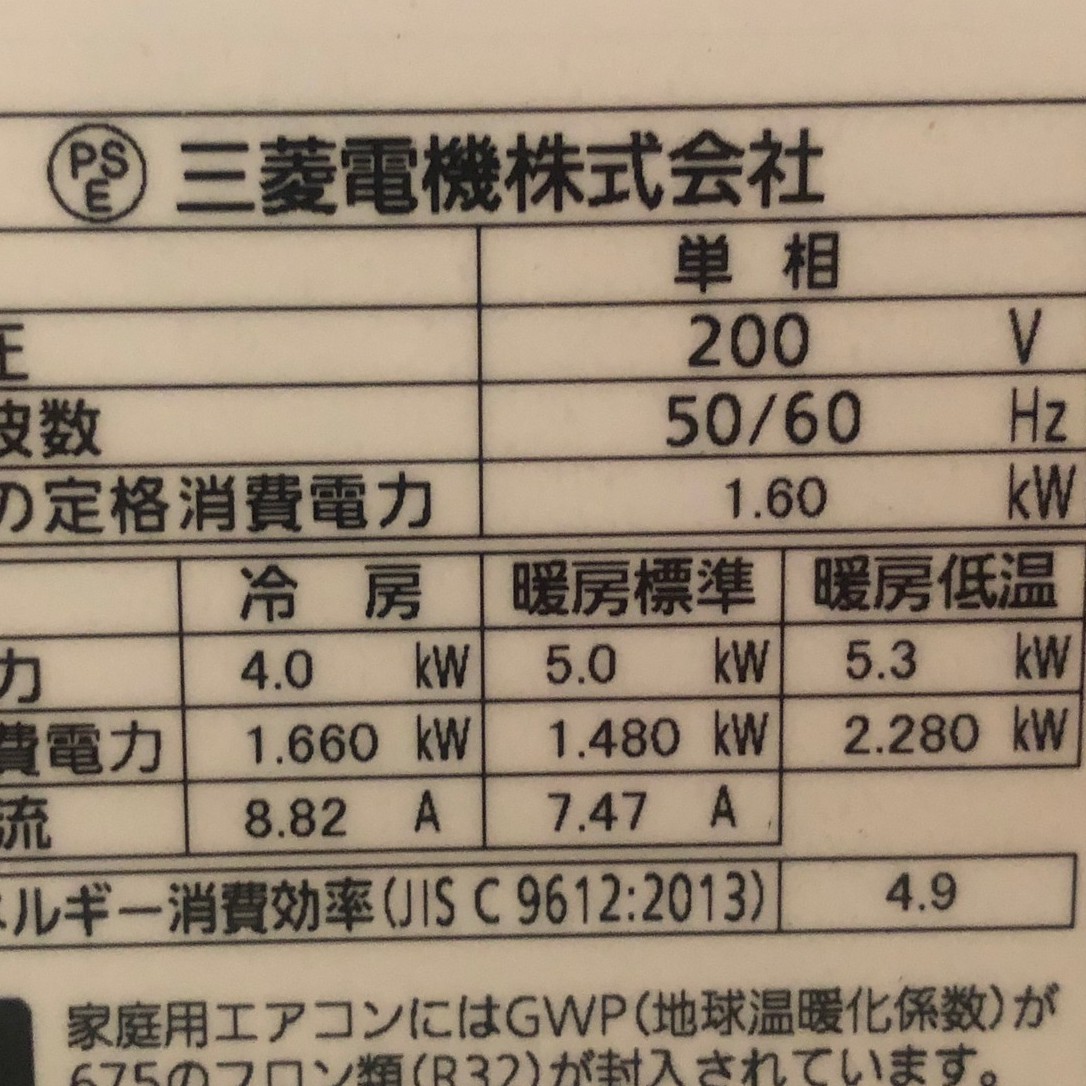 PSE 三菱電機株式会社
単相
圧 200 V
波数 50/60 Hz
の定格消費電力 1.60 kW
冷房 暖房標準 暖房低温
力 4.0 kW 5.0 kW 5.3 kW
費電力 1.660 kW 1.480 kW 2.280 kW
流 8.82 A 7.47 A
ネルギー消費効率(JIS C 9612:2013) 4.9
家庭用エアコンにはGWP(地球温暖化係数)が
675のフロン類(R32)が封入されています。